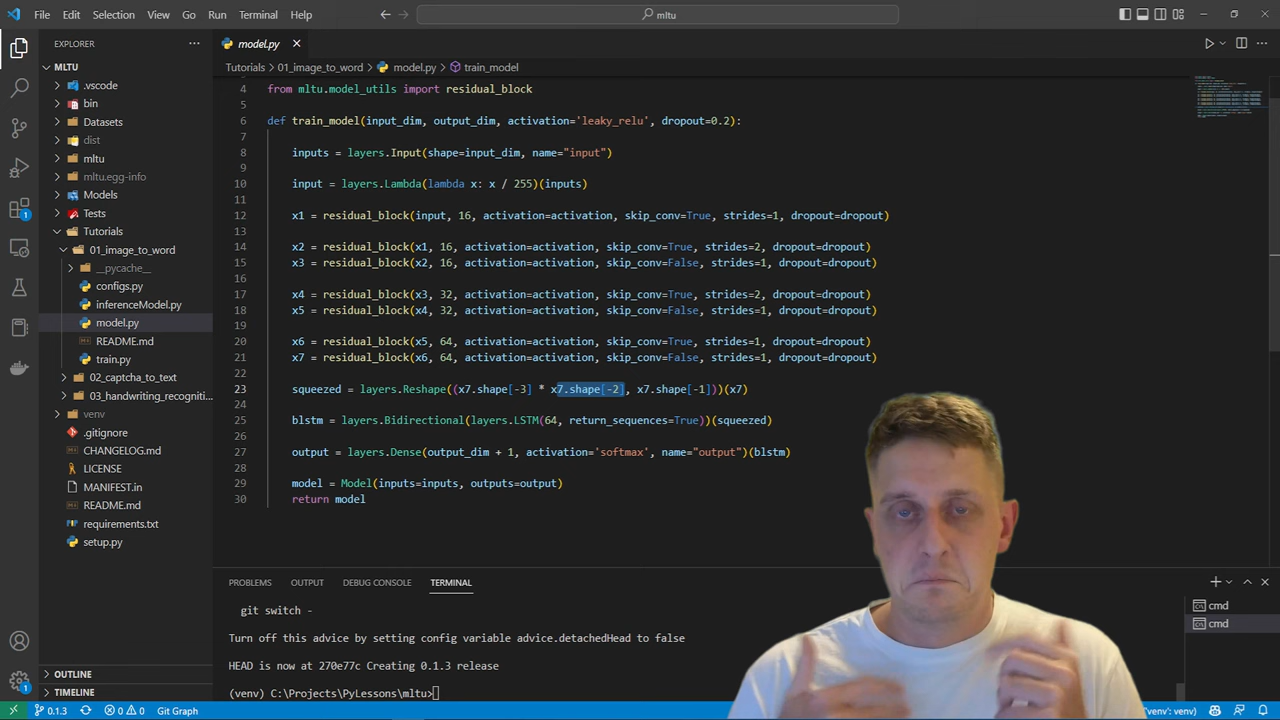 File Edit Selection View Go Run Terminal Help
mltu
EXPLORER
MLTU
.vscode
bin
Datasets
dist
mltu
mltu.egg-info
Models
Tests
Tutorials
01_image_to_word
__pycache__
configs.py
inferenceModel.py
model.py
README.md
train.py
02_captcha_to_text
03_handwriting_recogniti...
venv
.gitignore
CHANGELOG.md
LICENSE
MANIFEST.in
README.md
requirements.txt
setup.py
OUTLINE
TIMELINE
model.py
Tutorials > 01_image_to_word > model.py > train_model
4 from mltu.model_utils import residual_block
5
6 def train_model(input_dim, output_dim, activation='leaky_relu', dropout=0.2):
7
8 inputs = layers.Input(shape=input_dim, name="input")
9
10 input = layers.Lambda(lambda x: x / 255)(inputs)
11
12 x1 = residual_block(input, 16, activation=activation, skip_conv=True, strides=1, dropout=dropout)
13
14 x2 = residual_block(x1, 16, activation=activation, skip_conv=True, strides=2, dropout=dropout)
15 x3 = residual_block(x2, 16, activation=activation, skip_conv=False, strides=1, dropout=dropout)
16
17 x4 = residual_block(x3, 32, activation=activation, skip_conv=True, strides=2, dropout=dropout)
18 x5 = residual_block(x4, 32, activation=activation, skip_conv=False, strides=1, dropout=dropout)
19
20 x6 = residual_block(x5, 64, activation=activation, skip_conv=True, strides=2, dropout=dropout)
21 x7 = residual_block(x6, 64, activation=activation, skip_conv=False, strides=1, dropout=dropout)
22
23 squeezed = layers.Reshape((x7.shape[-3] * x7.shape[-2], x7.shape[-1]))(x7)
24
25 blstm = layers.Bidirectional(layers.LSTM(64, return_sequences=True))(squeezed)
26
27 output = layers.Dense(output_dim + 1, activation='softmax', name="output")(blstm)
28
29 model = Model(inputs=inputs, outputs=output)
30 return model
PROBLEMS OUTPUT DEBUG CONSOLE TERMINAL
git switch -
Turn off this advice by setting config variable advice.detachedHead to false
HEAD is now at 270e77c Creating 0.1.3 release
(venv) C:\Projects\PyLessons\mltu>
cmd
cmd
1
1
0.1.3 0 0 Git Graph
'venv': venv)